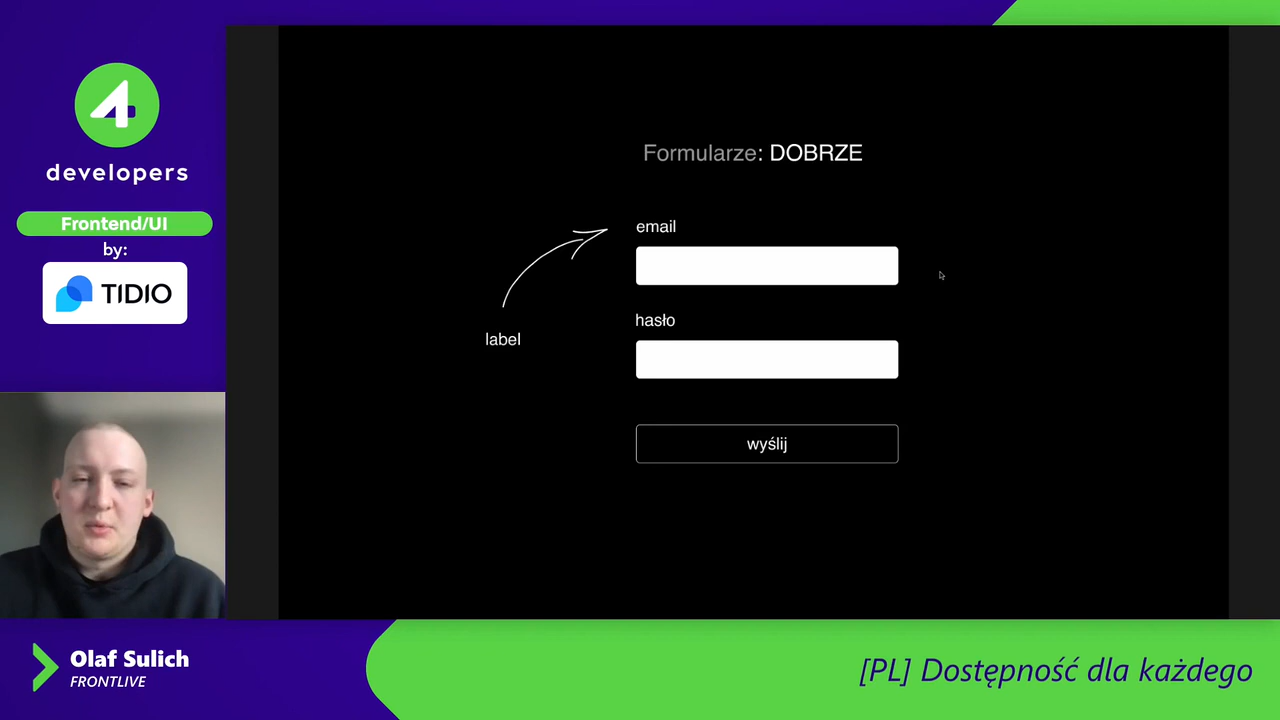 4
developers
Frontend/UI
by:
TIDIO
Formularze: DOBRZE
email
label
hasło
wyślij
Olaf Sulich
FRONTLIVE
[PL] Dostępność dla każdego